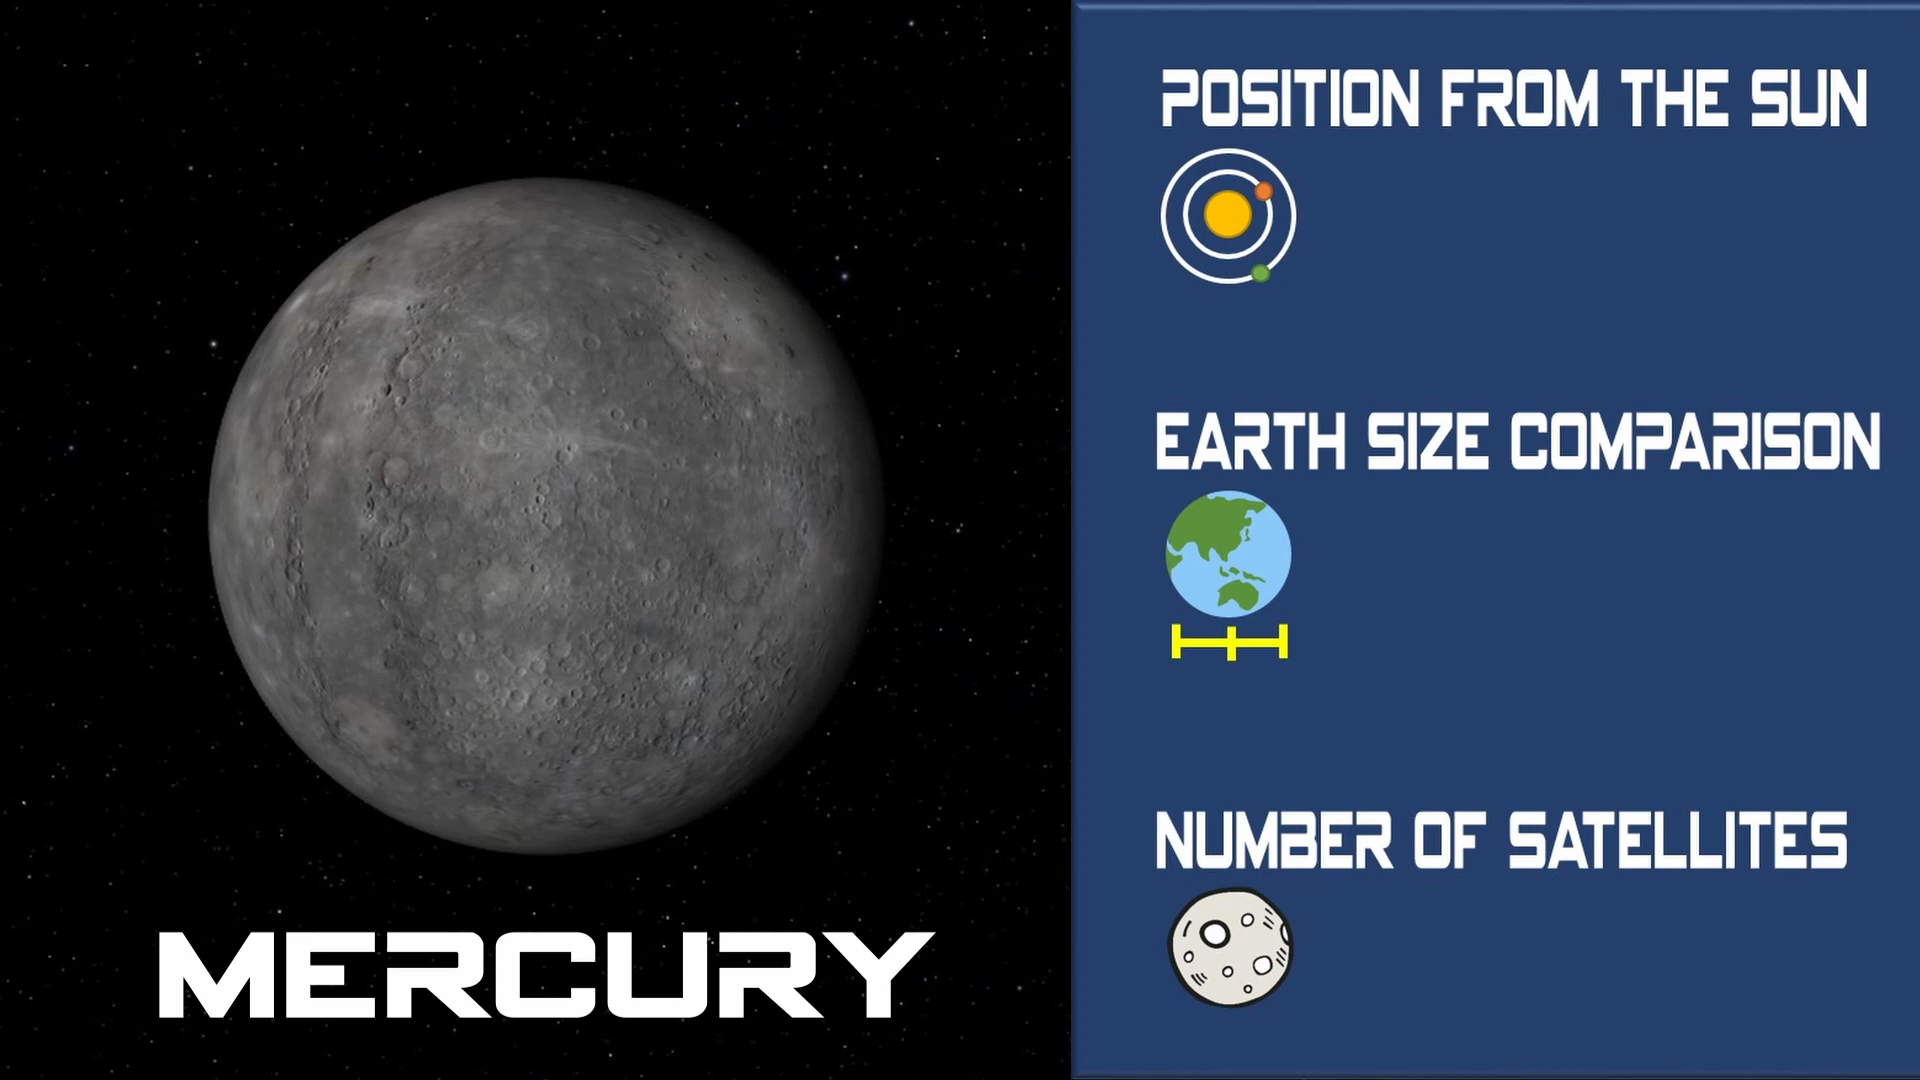 MERCURY
POSITION FROM THE SUN
EARTH SIZE COMPARISON
NUMBER OF SATELLITES